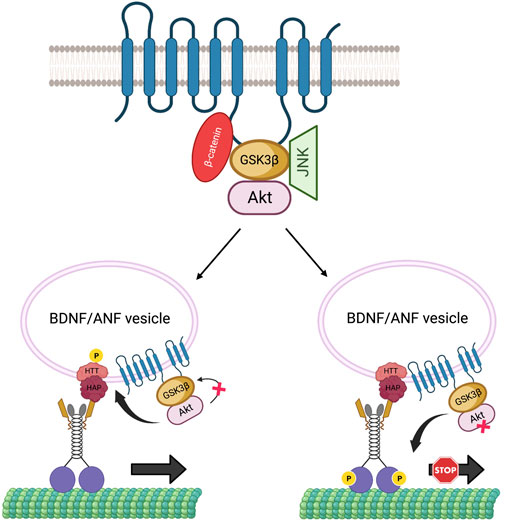 β-catenin
GSK3β
JNK
Akt
BDNF/ANF vesicle
P
HTT
HAP
GSK3β
Akt
BDNF/ANF vesicle
HTT
HAP
GSK3β
Akt
P
P
STOP